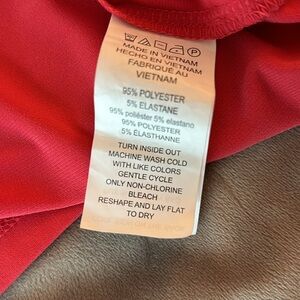 MADE IN VIETNAM
HECHO EN VIETNAM
FABRIQUÉ AU
VIETNAM
95% POLYESTER
5% ELASTANE
95% poliéster 5% elastano
95% POLYESTER
5% ÉLASTHANNE
TURN INSIDE OUT
MACHINE WASH COLD
WITH LIKE COLORS
GENTLE CYCLE
ONLY NON-CHLORINE
BLEACH
RESHAPE AND LAY FLAT
TO DRY